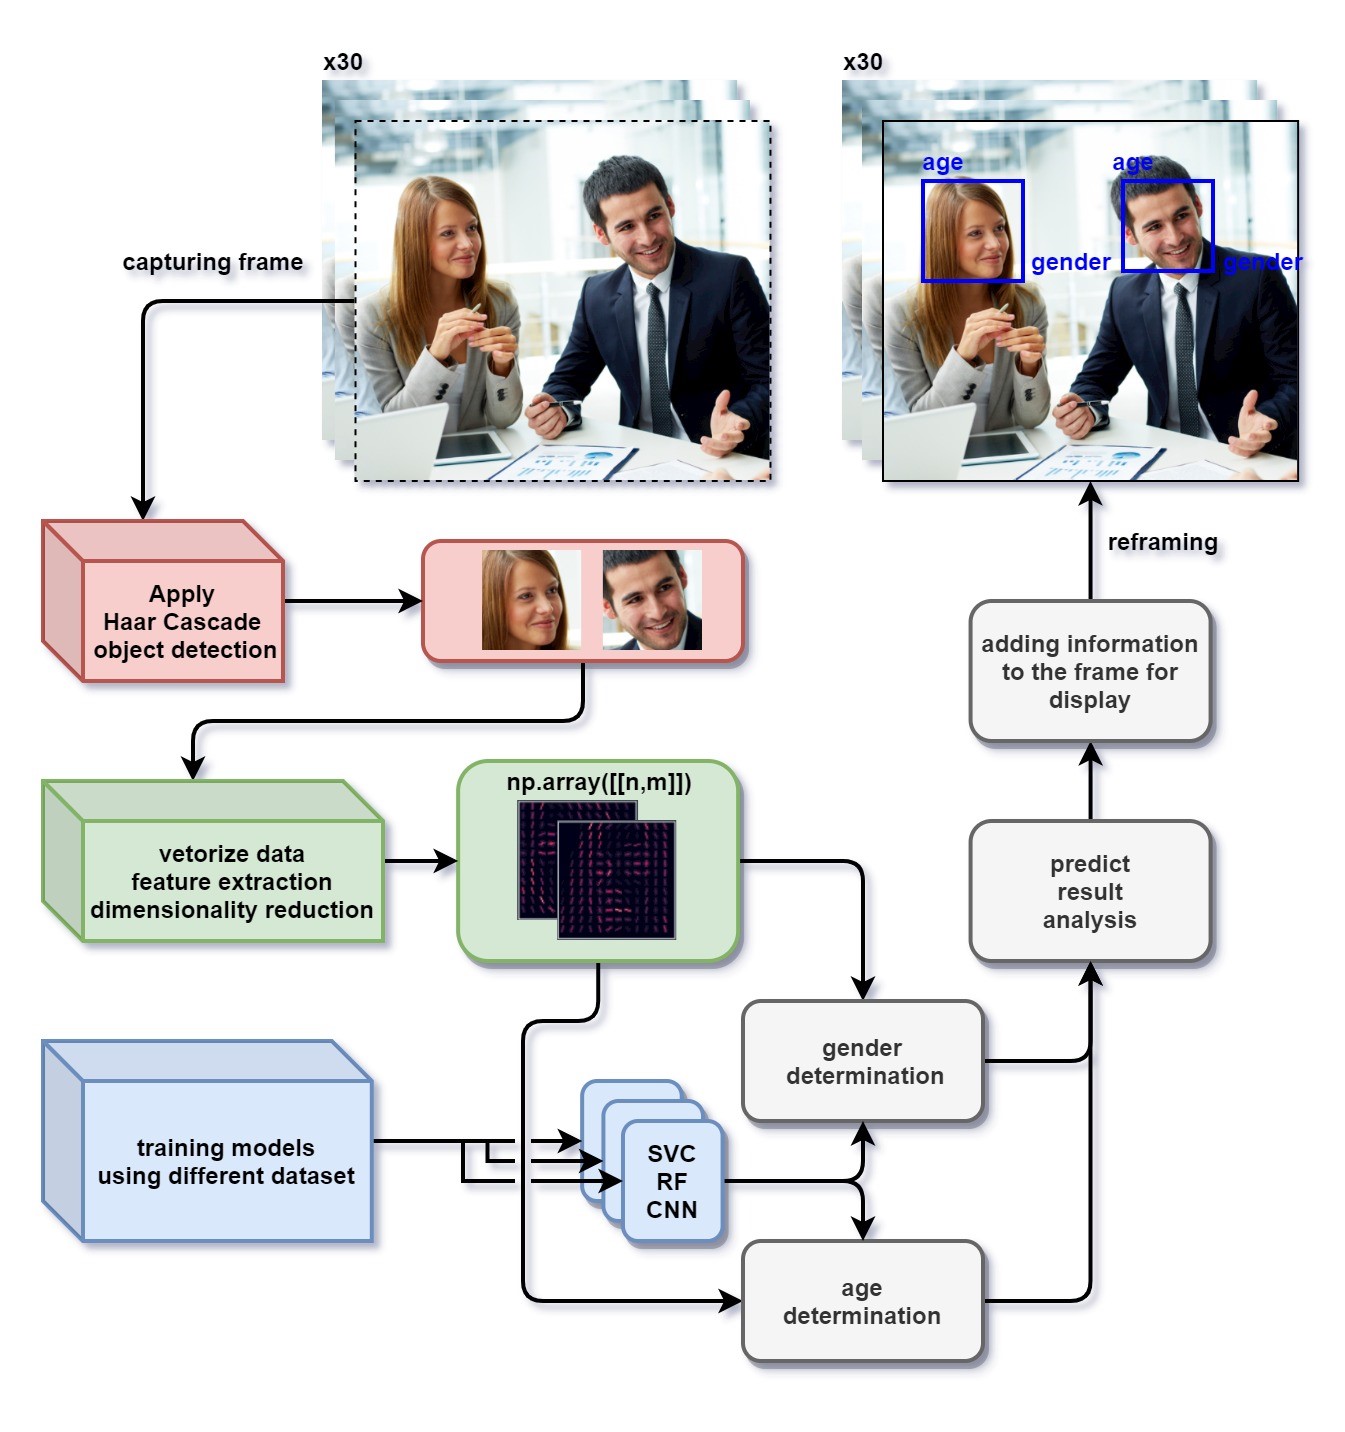 x30
x30
age
age
gender
gender
capturing frame
reframing
Apply
Haar Cascade
object detection
adding information
to the frame for
display
np.array([[n,m]])
vetorize data
feature extraction
dimensionality reduction
predict
result
analysis
gender
determination
training models
using different dataset
SVC
RF
CNN
age
determination